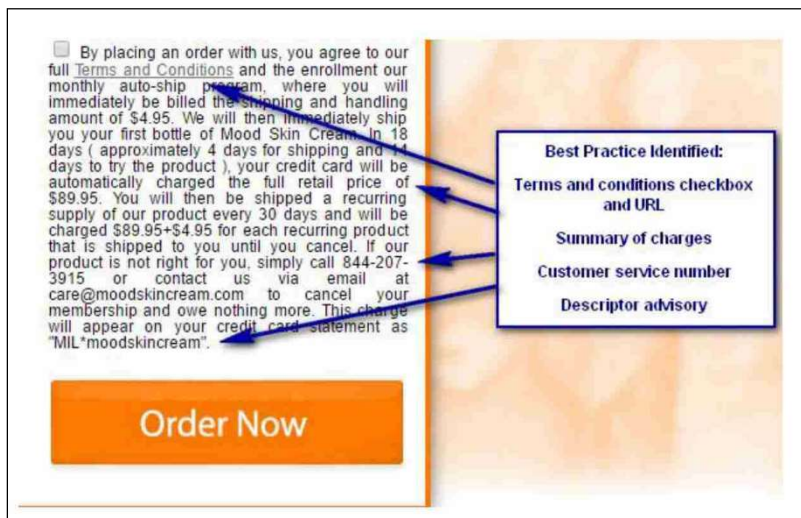 By placing an order with us, you agree to our
full Terms and Conditions and the enrollment our
monthly auto-ship program, where you will
immediately be billed the shipping and handling
amount of $4.95. We will then immediately ship
you your first bottle of Mood Skin Cream. In 18
days ( approximately 4 days for shipping and 14
days to try the product ), your credit card will be
automatically charged the full retail price of
$89.95. You will then be shipped a recurring
supply of our product every 30 days and will be
charged $89.95+$4.95 for each recurring product
that is shipped to you until you cancel. If our
product is not right for you, simply call 844-207-
3915 or contact us via email at
care@moodskincream.com to cancel your
membership and owe nothing more. This charge
will appear on your credit card statement as
"MIL*moodskincream".
Order Now
Best Practice Identified:
Terms and conditions checkbox
and URL
Summary of charges
Customer service number
Descriptor advisory